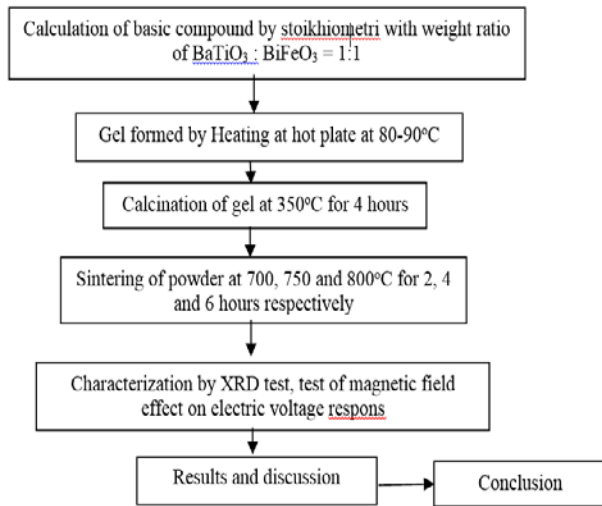 Calculation of basic compound by stoikhiometri with weight ratio
of BaTiO₃ : BiFeO₃ = 1:1
Gel formed by Heating at hot plate at 80-90ºC
Calcination of gel at 350ºC for 4 hours
Sintering of powder at 700, 750 and 800ºC for 2, 4
and 6 hours respectively
Characterization by XRD test, test of magnetic field
effect on electric voltage respons
Results and discussion
Conclusion